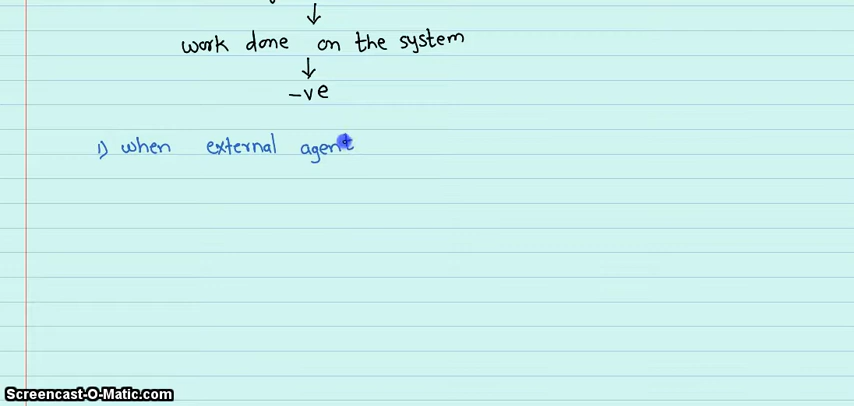 ↓
work done on the system
↓
-ve
1) when external agent
Screencast-O-Matic.com